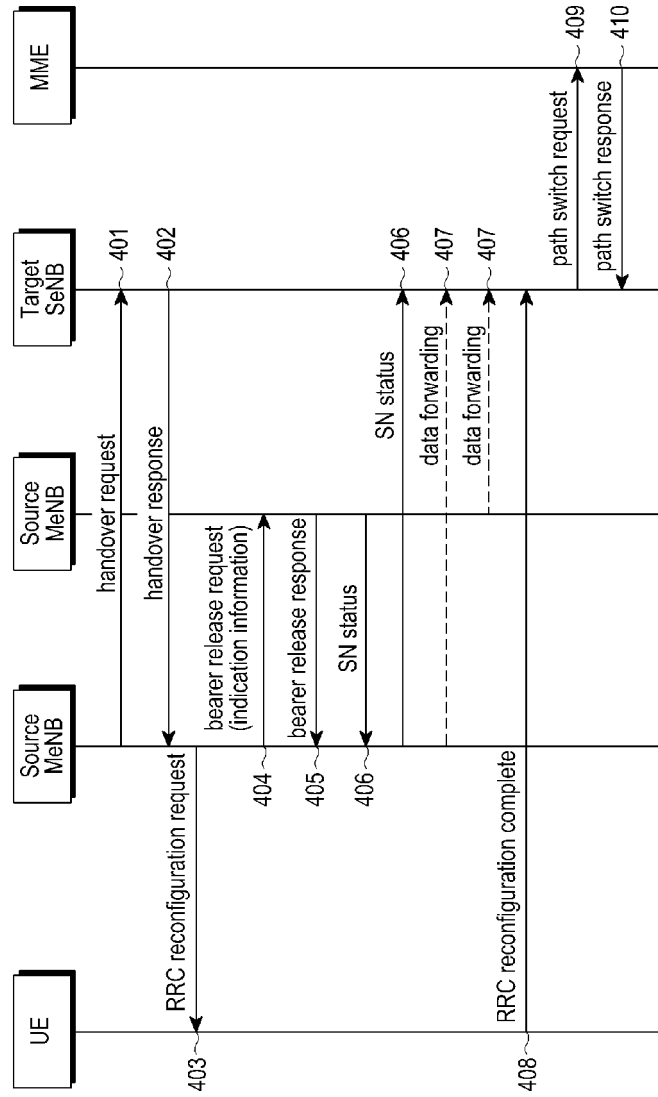 UE
Source
MeNB
Source
MeNB
Target
SeNB
MME
handover request
401
handover response
402
RRC reconfiguration request
403
bearer release request
(indication information)
404
bearer release response
405
SN status
406
SN status
406
data forwarding
407
data forwarding
407
RRC reconfiguration complete
408
path switch request
409
path switch response
410